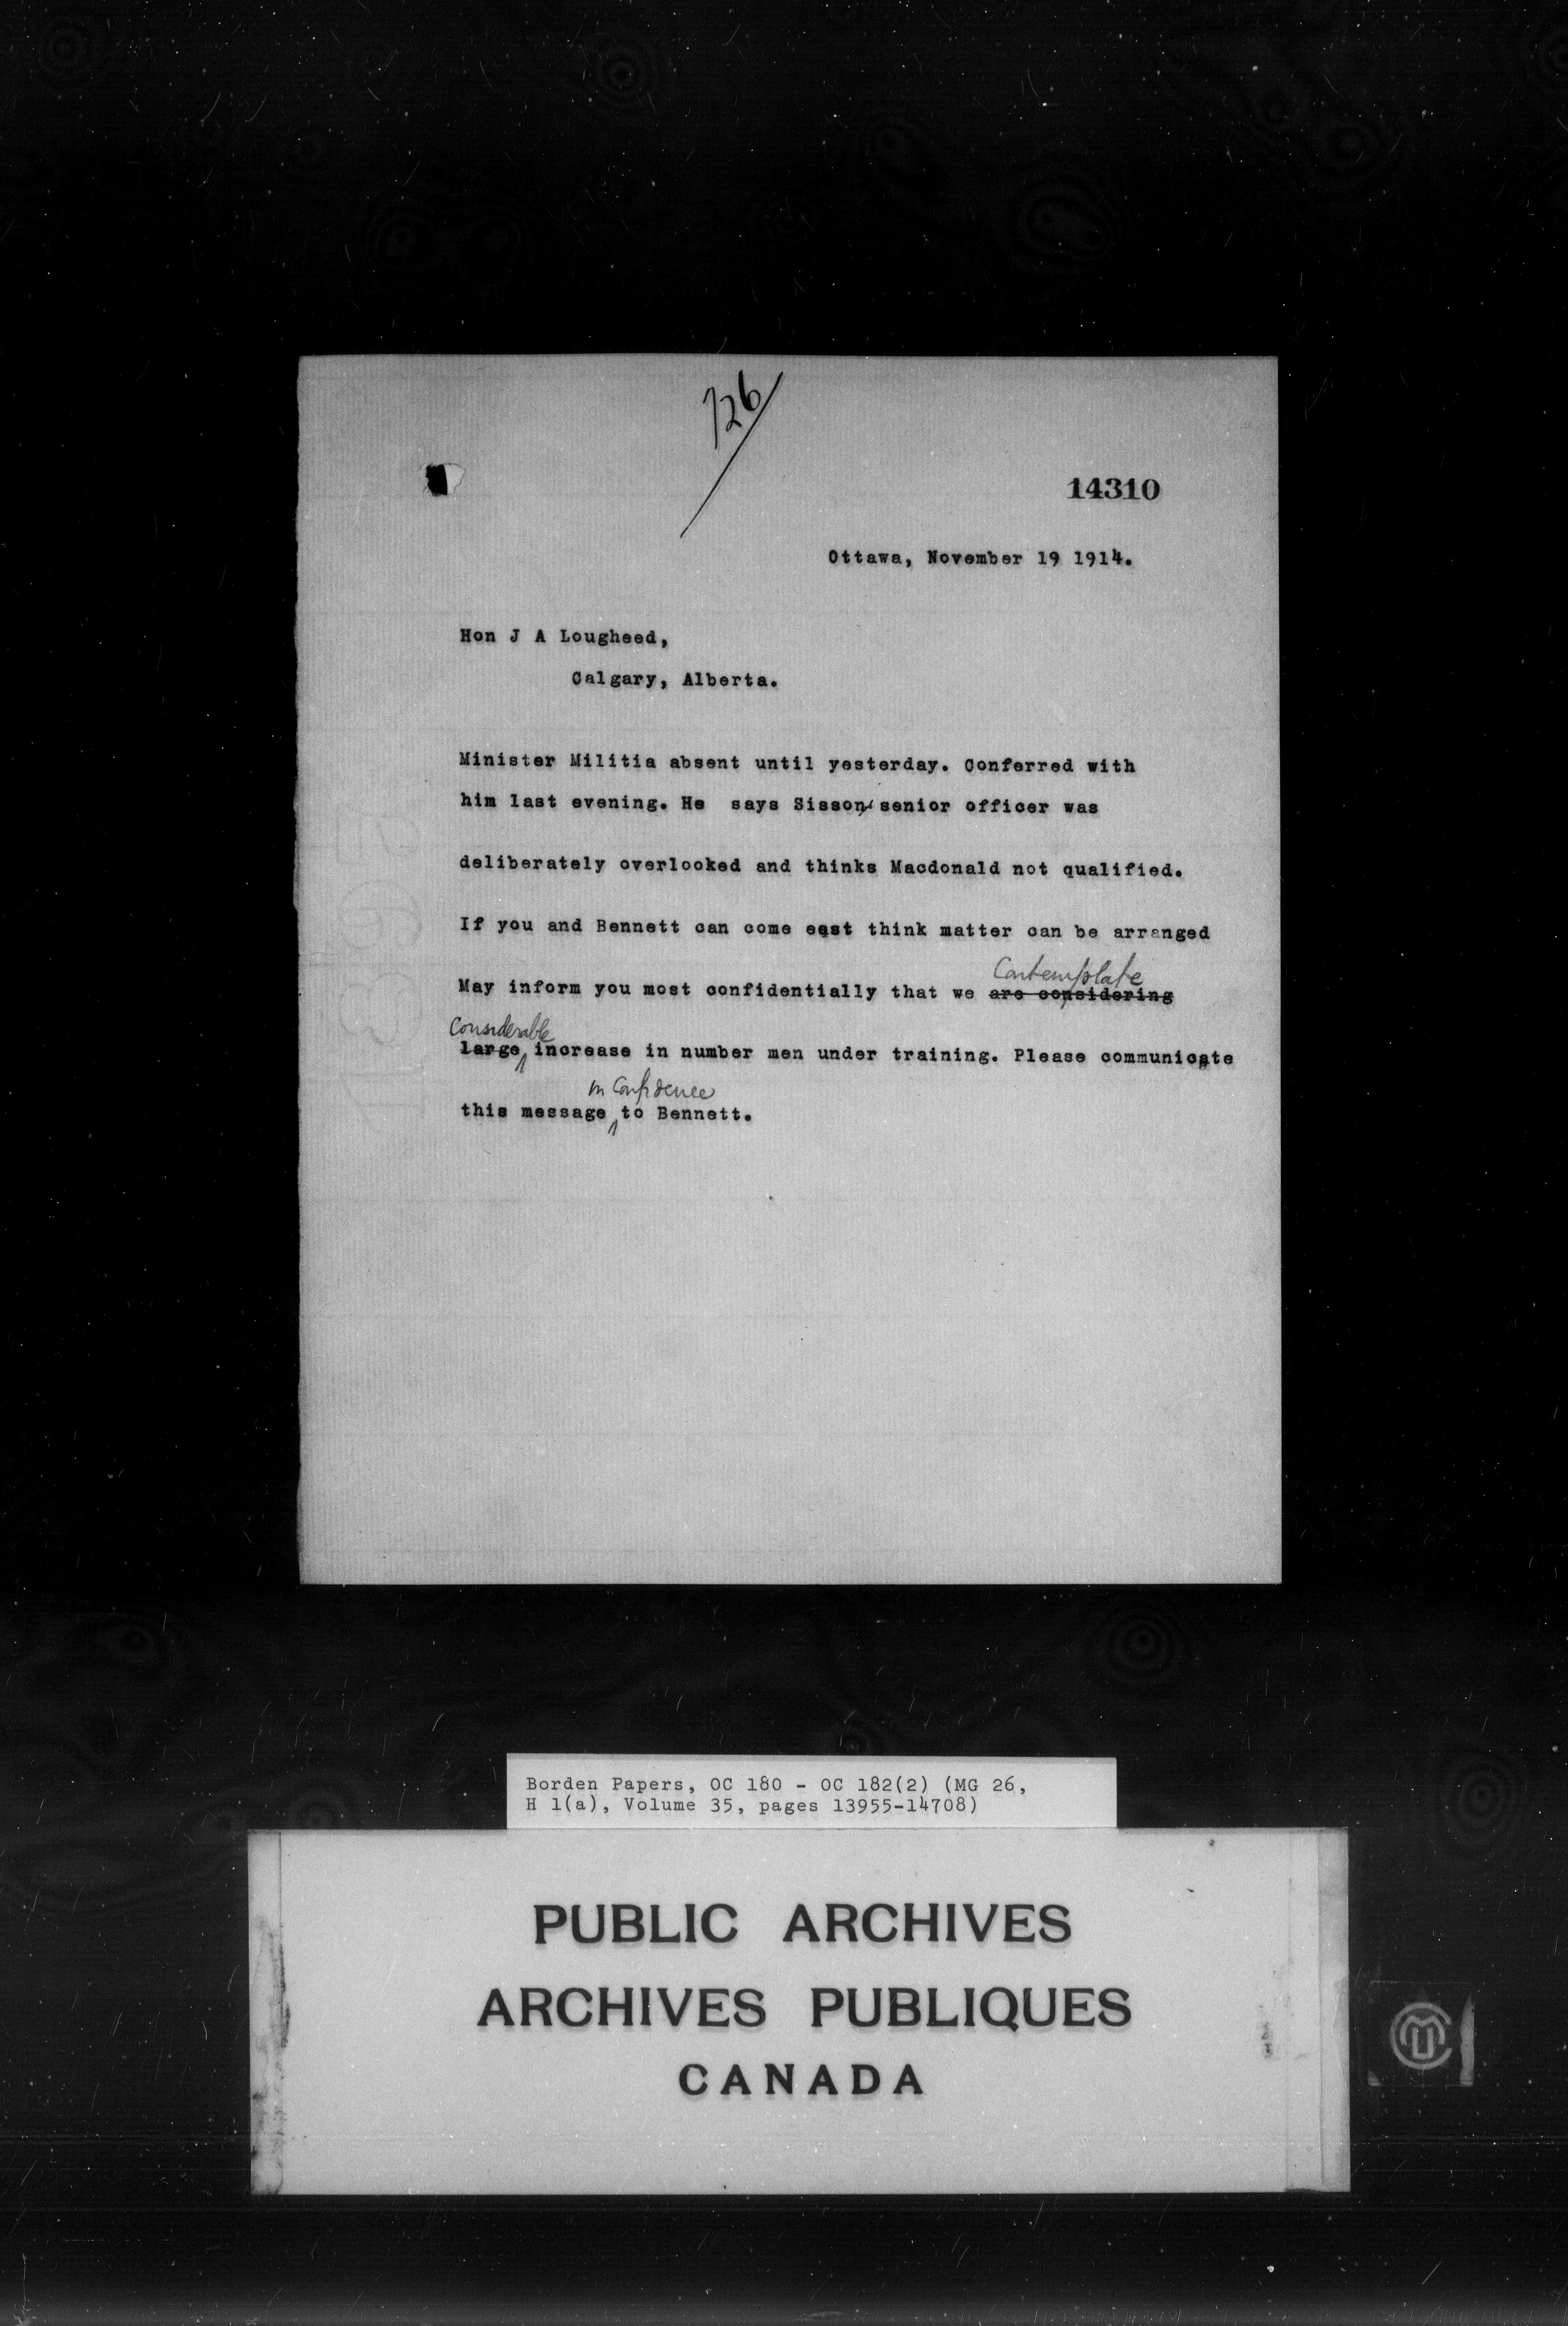 726
14310
Ottawa, November 19 1914.
Hon J A Lougheed,
Calgary, Alberta.
Minister Militia absent until yesterday. Conferred with
him last evening. He says Sisson senior officer was
deliberately overlooked and thinks Macdonald not qualified.
If you and Bennett can come east think matter can be arranged
Contemplate
May inform you most confidentially that we are considering
Considerable
large increase in number men under training. Please communicate
in Confidence
this message to Bennett.
Borden Papers, OC 180 - OC 182(2) (MG 26,
H 1(a), Volume 35, pages 13955-14708)
PUBLIC ARCHIVES
ARCHIVES PUBLIQUES
CANADA